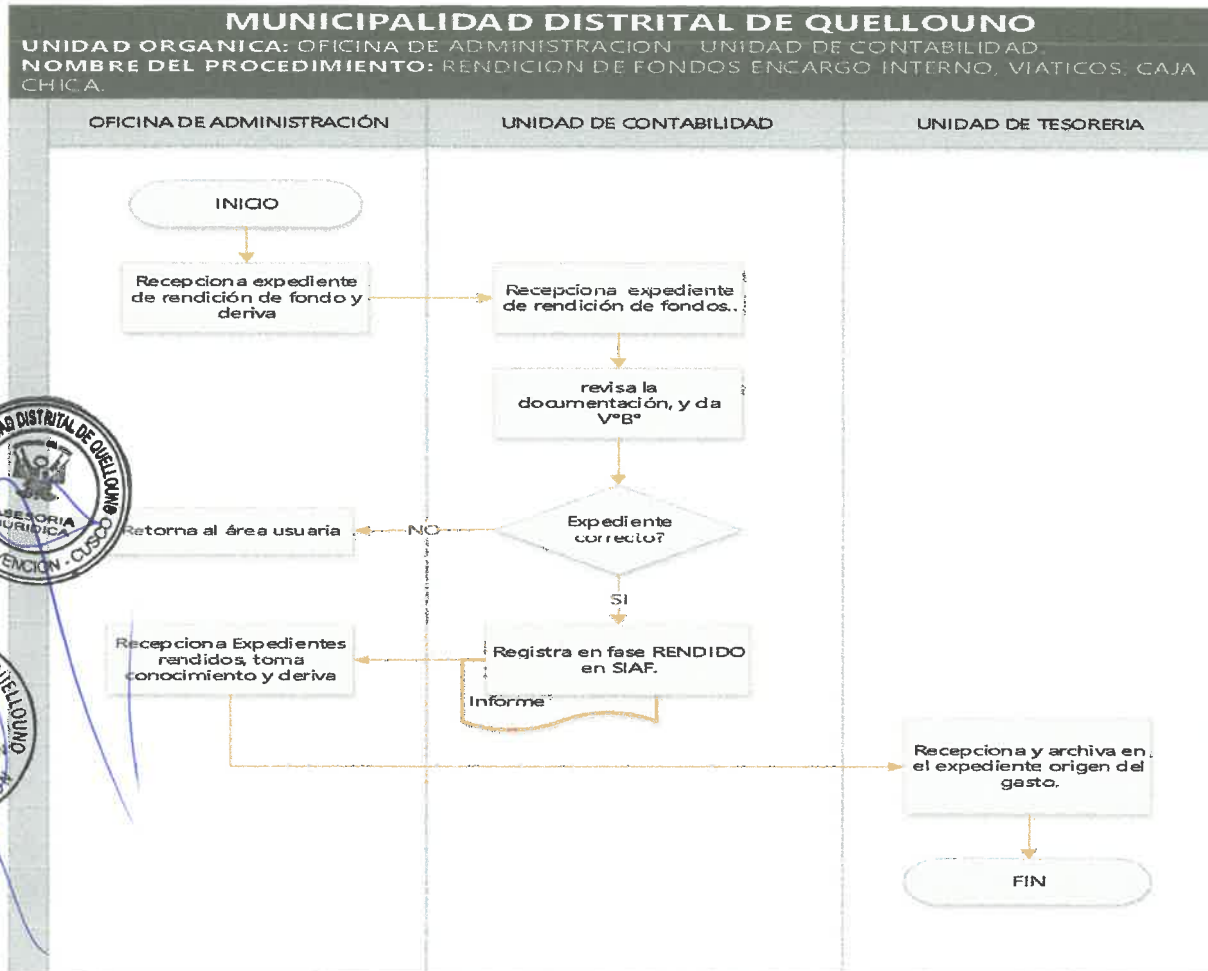 MUNICIPALIDAD DISTRITAL DE QUELLOUNO
UNIDAD ORGANICA: OFICINA DE ADMINISTRACION UNIDAD DE CONTABILIDAD.
NOMBRE DEL PROCEDIMIENTO: RENDICION DE FONDOS ENCARGO INTERNO, VIATICOS, CAJA
CHICA.
OFICINA DE ADMINISTRACIÓN
UNIDAD DE CONTABILIDAD
UNIDAD DE TESORERIA
INICIO
Recepciona expediente
de rendición de fondo y
deriva
Recepciona expediente
de rendición de fondos..
revisa la
documentación, y da
V°B°
Expediente
correcto?
NO
Retorna al área usuaria
SI
Registra en fase RENDIDO
en SIAF.
Informe
Recepciona Expedientes
rendidos, toma
conocimiento y deriva
Recepciona y archiva en
el expediente origen del
gasto.
FIN
AD DISTRITAL DE QUELLOUNO
ASESORIA
JURIDICA
VENCION - CUSCO
QUELLOUNO